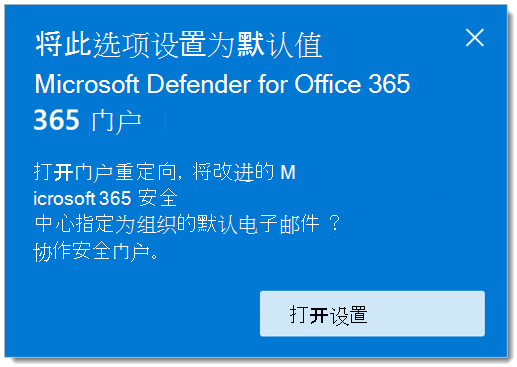 将此选项设置为默认值
Microsoft Defender for Office 365
365 门户
打开门户重定向, 将改进的 M
icrosoft 365 安全
中心指定为组织的默认电子邮件 ？
协作安全门户。
打开设置